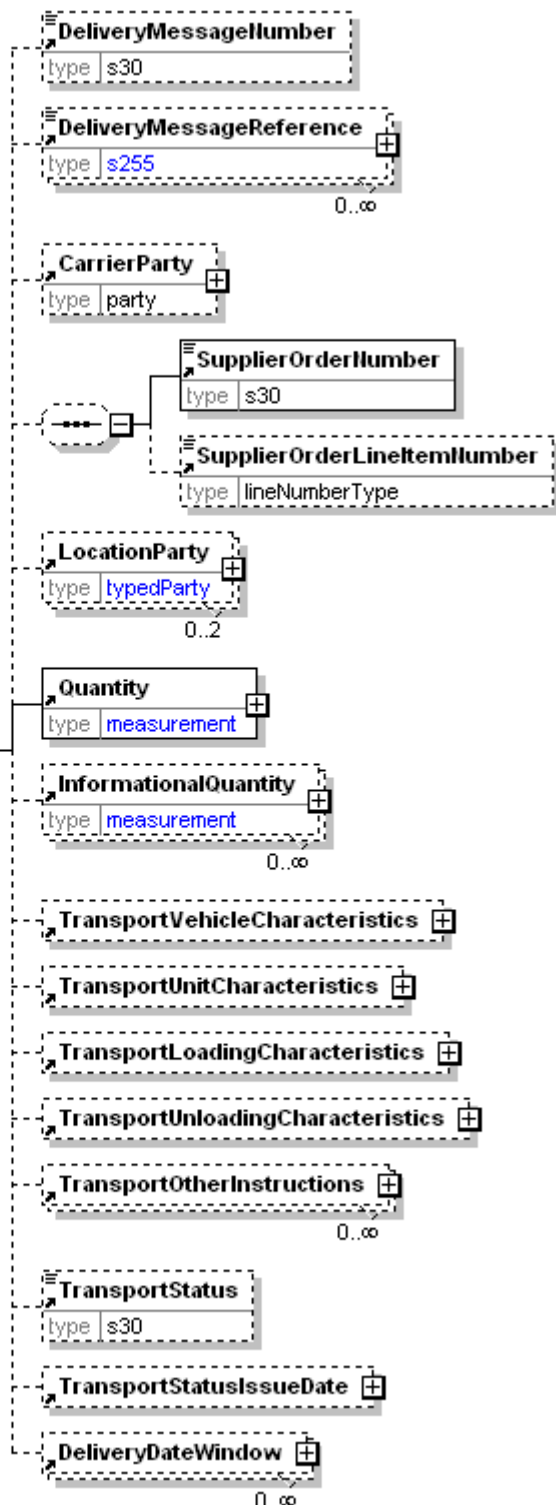 DeliveryMessageNumber
type s30
DeliveryMessageReference
type s255
0..∞
CarrierParty
type party
SupplierOrderNumber
type s30
SupplierOrderLineItemNumber
type lineNumberType
LocationParty
type typedParty
0..2
Quantity
type measurement
InformationalQuantity
type measurement
0..∞
TransportVehicleCharacteristics
TransportUnitCharacteristics
TransportLoadingCharacteristics
TransportUnloadingCharacteristics
TransportOtherInstructions
0..∞
TransportStatus
type s30
TransportStatusIssueDate
DeliveryDateWindow
0..∞